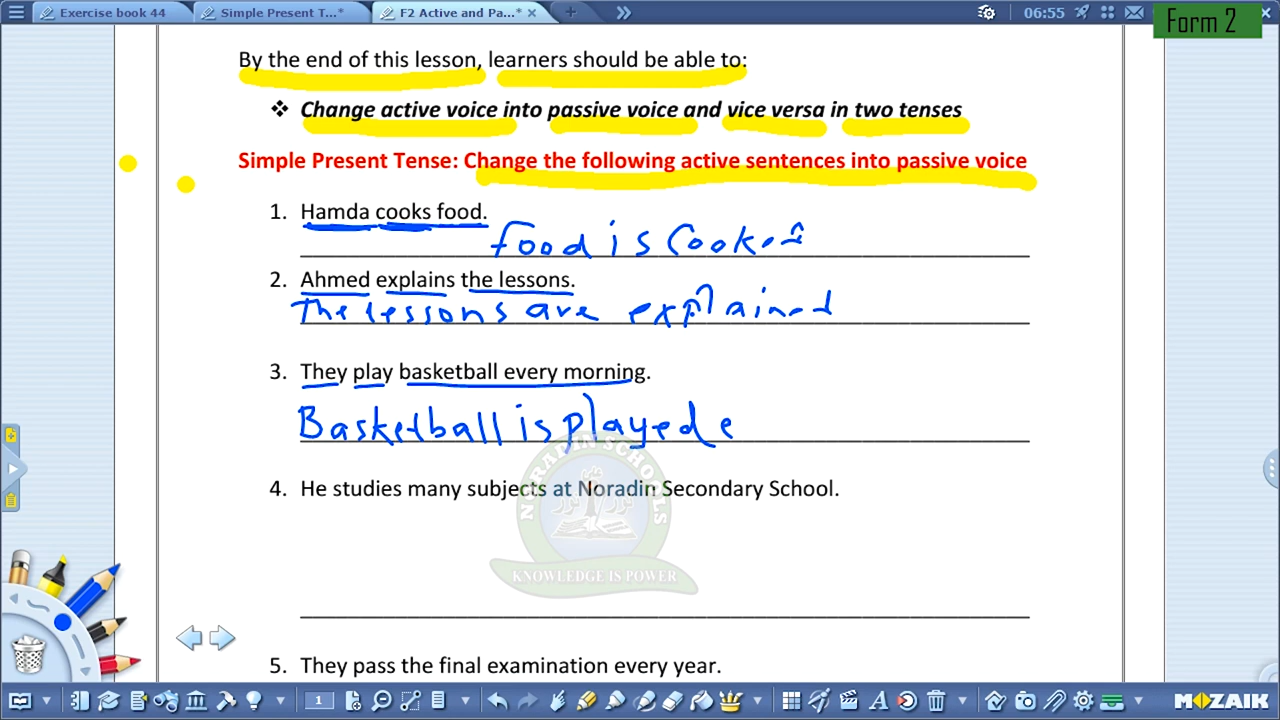 Exercise book 44
Simple Present T...*
F2 Active and Pa...*
06:55
Form 2
By the end of this lesson, learners should be able to:
❖ Change active voice into passive voice and vice versa in two tenses
Simple Present Tense: Change the following active sentences into passive voice
1. Hamda cooks food.
food is cooked
2. Ahmed explains the lessons.
The lessons are explained
3. They play basketball every morning.
Basketball is played e
4. He studies many subjects at Noradin Secondary School.
NORADIN SCHOOLS
KNOWLEDGE IS POWER
5. They pass the final examination every year.
1
MOZAIK